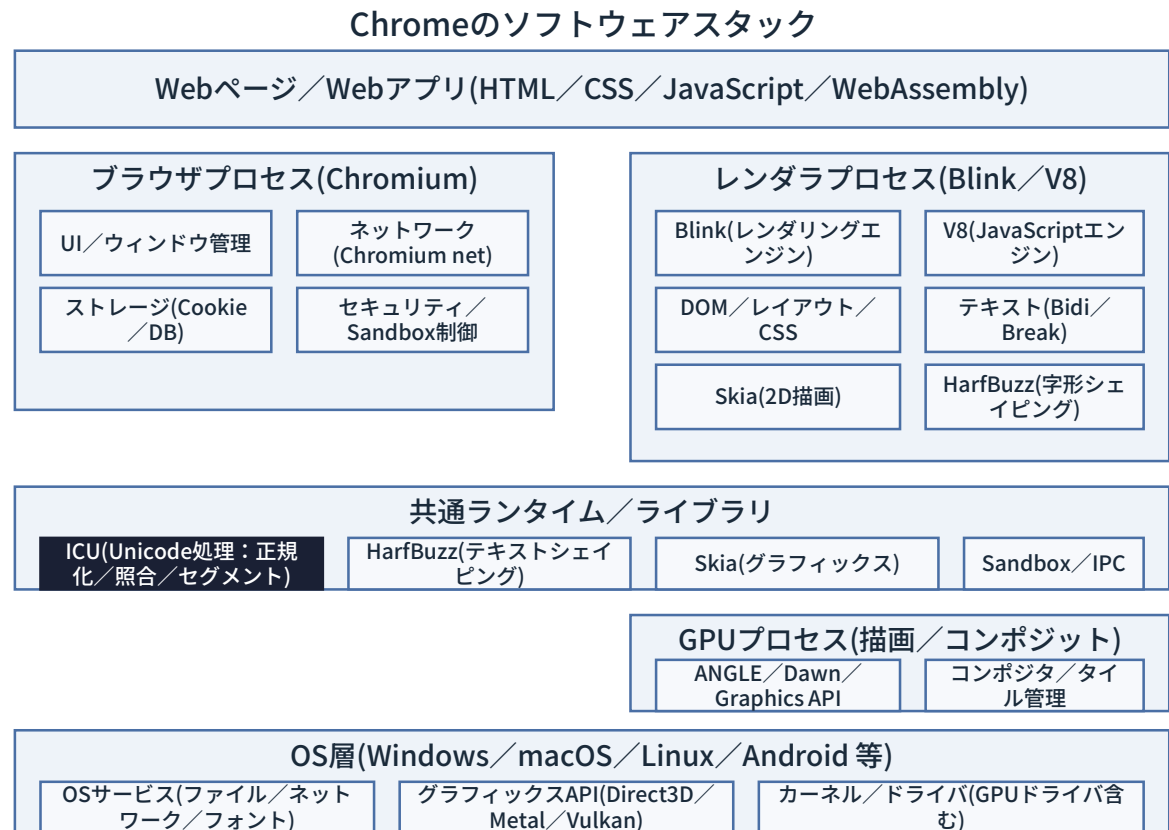 Chromeのソフトウェアスタック
Webページ／Webアプリ(HTML／CSS／JavaScript／WebAssembly)
ブラウザプロセス(Chromium)
UI／ウィンドウ管理
ネットワーク
(Chromium net)
ストレージ(Cookie
／DB)
セキュリティ／
Sandbox制御
レンダラプロセス(Blink／V8)
Blink(レンダリングエ
ンジン)
V8(JavaScriptエン
ジン)
DOM／レイアウト／
CSS
テキスト(Bidi／
Break)
Skia(2D描画)
HarfBuzz(字形シェ
イピング)
共通ランタイム／ライブラリ
ICU(Unicode処理：正規
化／照合／セグメント)
HarfBuzz(テキストシェイ
ピング)
Skia(グラフィックス)
Sandbox／IPC
GPUプロセス(描画／コンポジット)
ANGLE／Dawn／
Graphics API
コンポジタ／タイ
ル管理
OS層(Windows／macOS／Linux／Android 等)
OSサービス(ファイル／ネット
ワーク／フォント)
グラフィックスAPI(Direct3D／
Metal／Vulkan)
カーネル／ドライバ(GPUドライバ含
む)